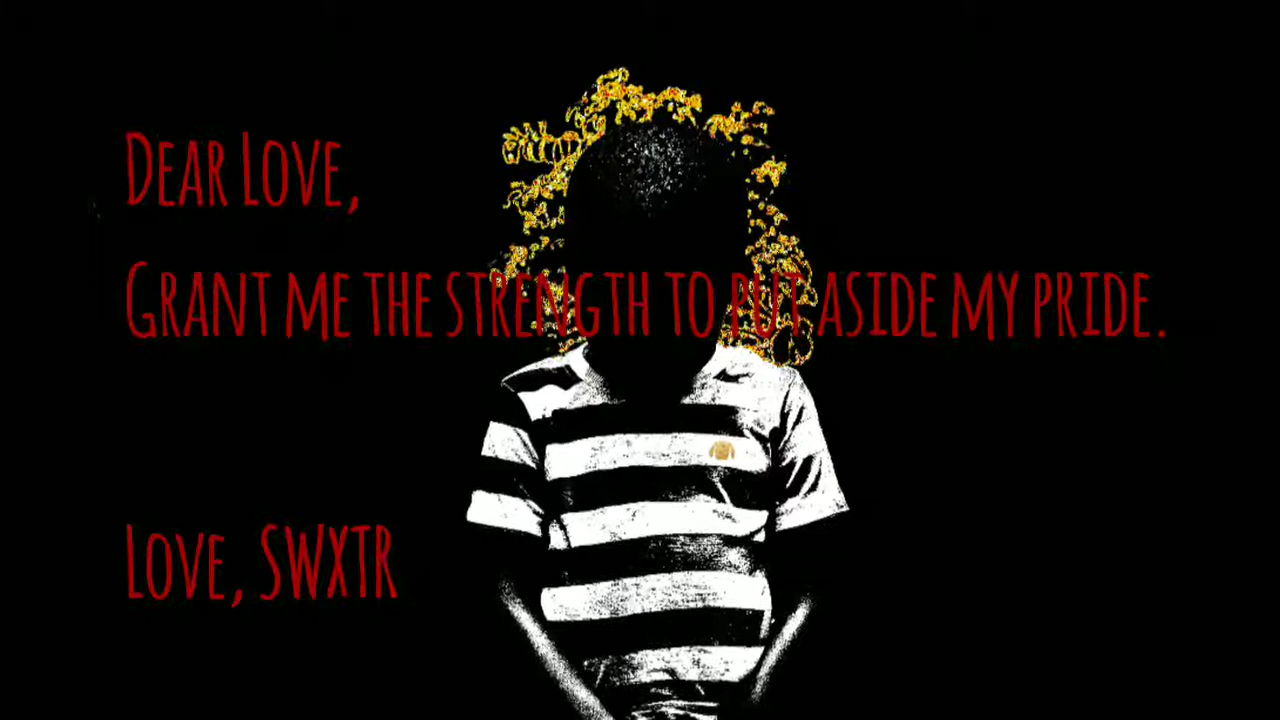 Dear Love,
Grant me the strength to put aside my pride.
Love, SWXTR